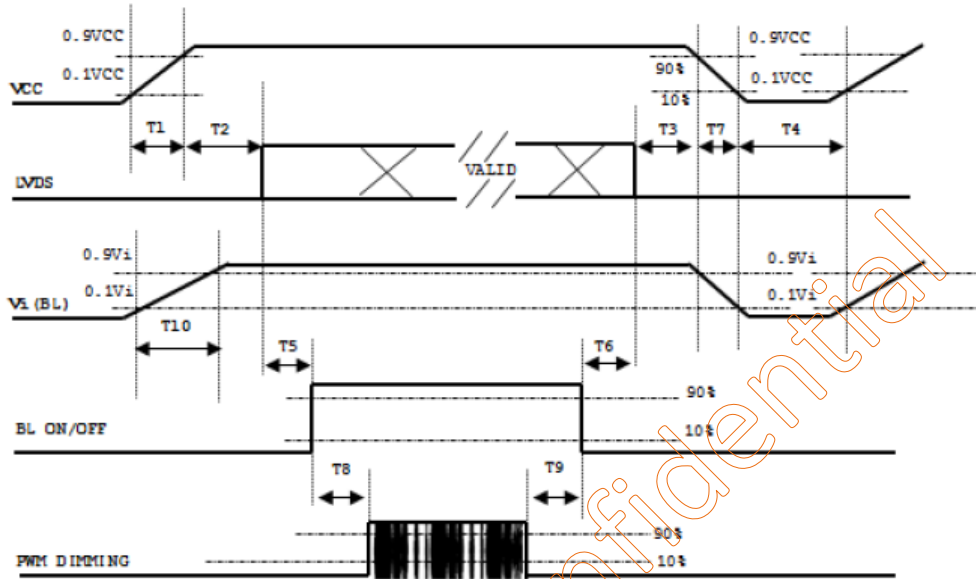 0.9VCC 0.9VCC
90%
0.1VCC 0.1VCC
VCC 10%
T1 T2 T3 T7 T4
VALID
LVDS
0.9Vi 0.9Vi
0.1Vi 0.1Vi
Vi(BL)
T10
T5 T6
90%
BL ON/OFF 10%
T8 T9
90%
PWM DIMMING 10%
nfidential